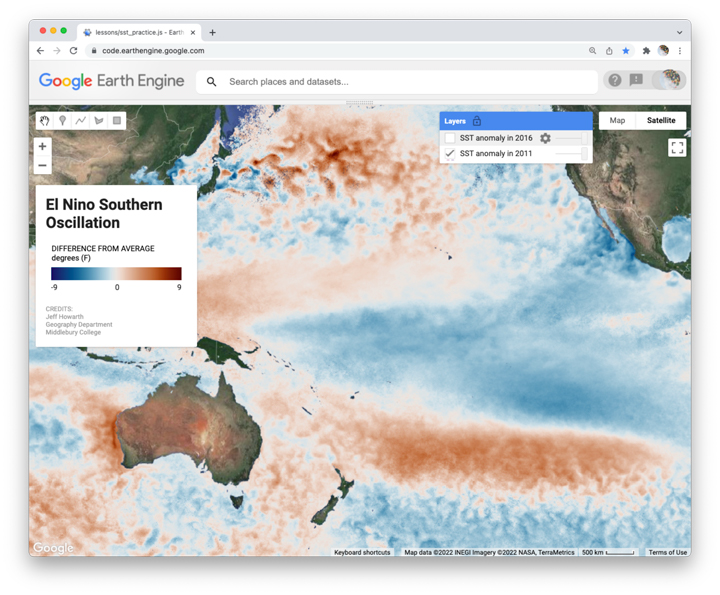 lessons/sst_practice.js - Earth
code.earthengine.google.com
Google Earth Engine
Search places and datasets...
Layers
SST anomaly in 2016
SST anomaly in 2011
Map
Satellite
El Nino Southern
Oscillation
DIFFERENCE FROM AVERAGE
degrees (F)
-9 0 9
CREDITS:
Jeff Howarth
Geography Department
Middlebury College
Google
Keyboard shortcuts
Map data ©2022 INEGI Imagery ©2022 NASA, TerraMetrics
500 km
Terms of Use